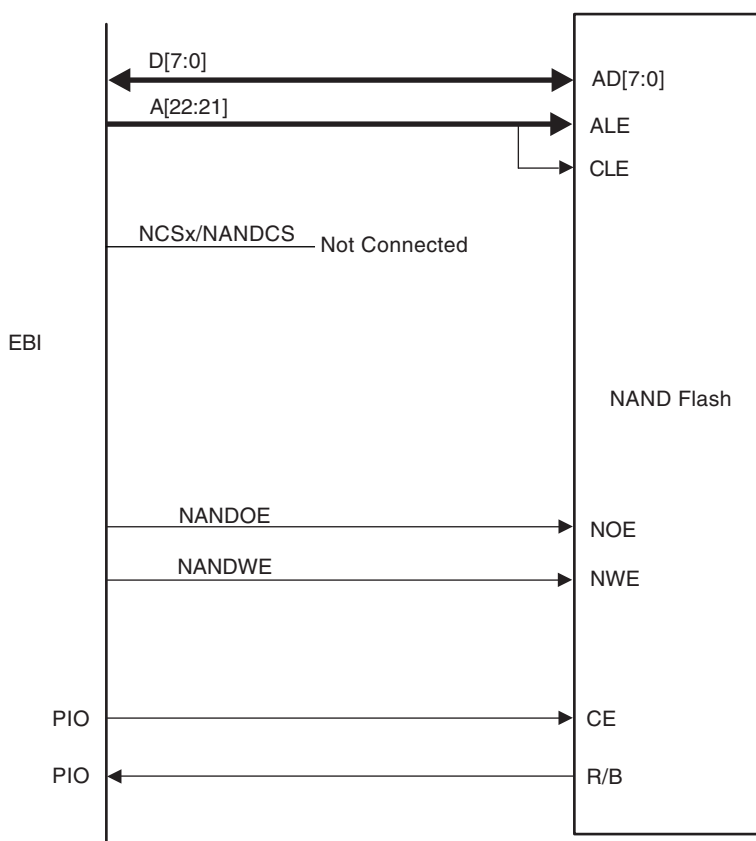 D[7:0]
AD[7:0]
A[22:21]
ALE
CLE
NCSx/NANDCS
Not Connected
EBI
NAND Flash
NANDOE
NOE
NANDWE
NWE
PIO
CE
PIO
R/B